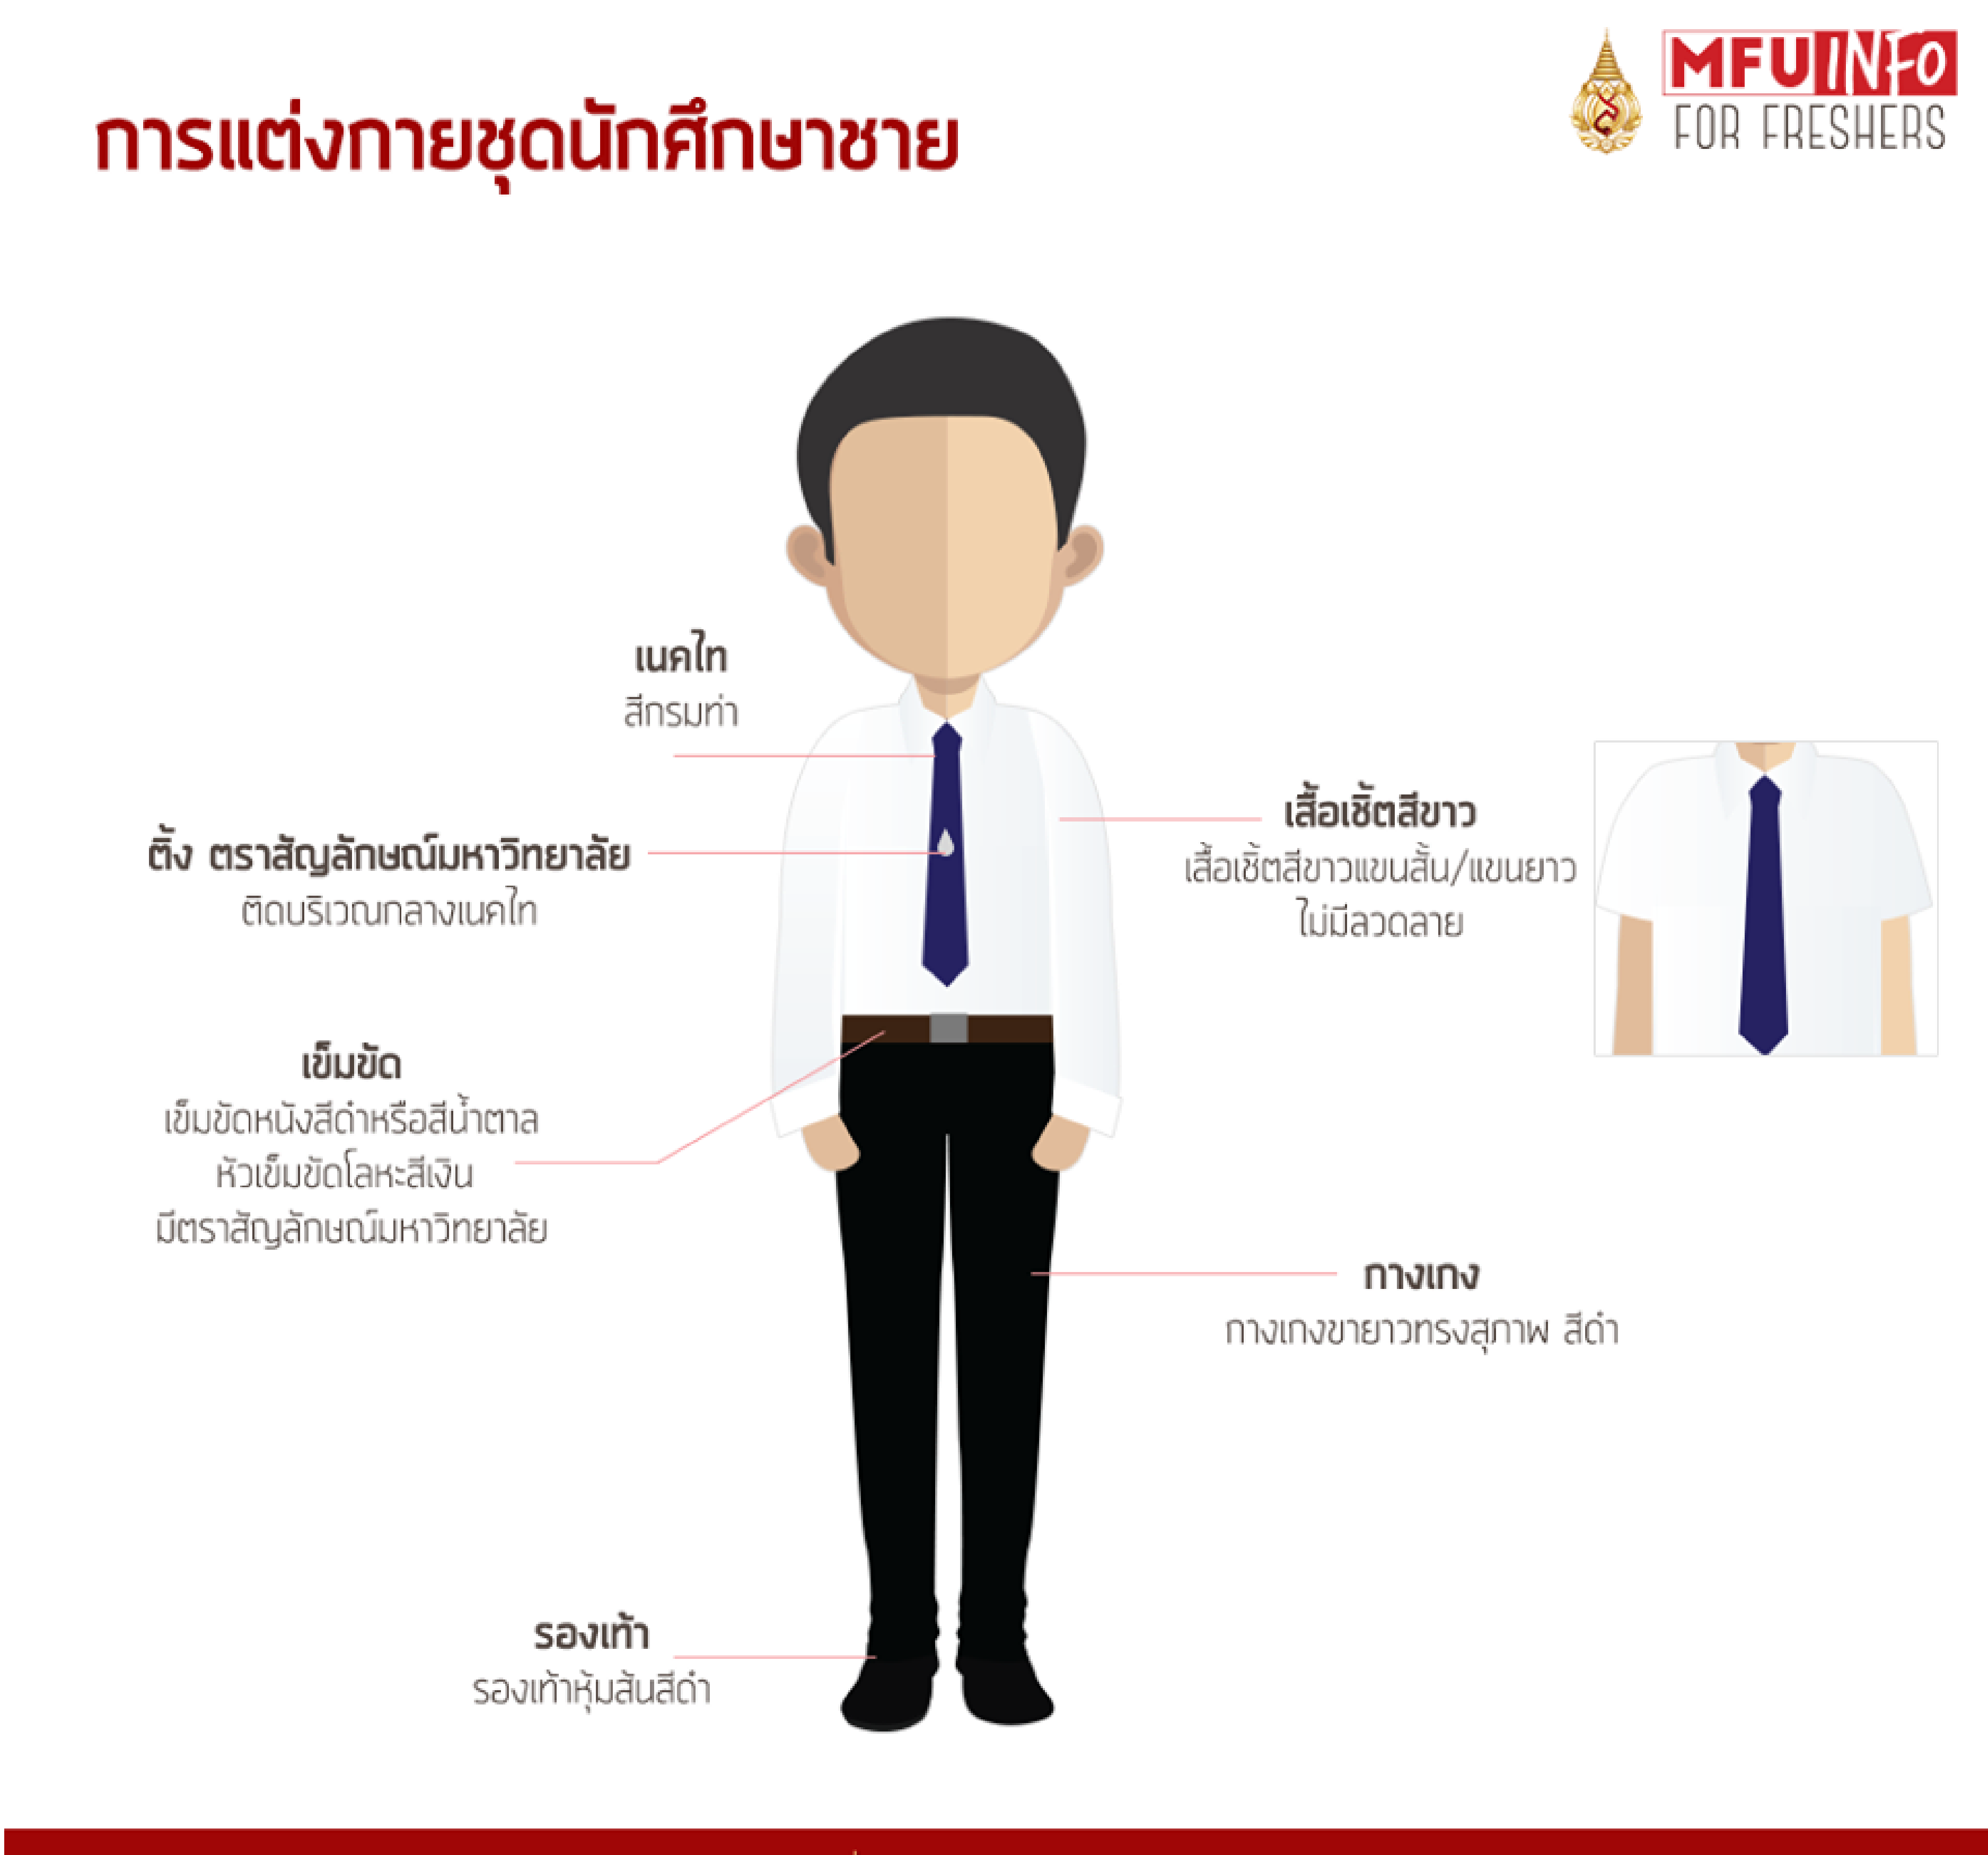 การแต่งกายชุดนักศึกษาชาย
MFU INFO
FOR FRESHERS
เนคไท
สีกรมท่า
ติ้ง ตราสัญลักษณ์มหาวิทยาลัย
ติดบริเวณกลางเนคไท
เสื้อเชิ้ตสีขาว
เสื้อเชิ้ตสีขาวแขนสั้น/แขนยาว
ไม่มีลวดลาย
เข็มขัด
เข็มขัดหนังสีดำหรือสีน้ำตาล
หัวเข็มขัดโลหะสีเงิน
มีตราสัญลักษณ์มหาวิทยาลัย
กางเกง
กางเกงขายาวทรงสุภาพ สีดำ
รองเท้า
รองเท้าหุ้มส้นสีดำ